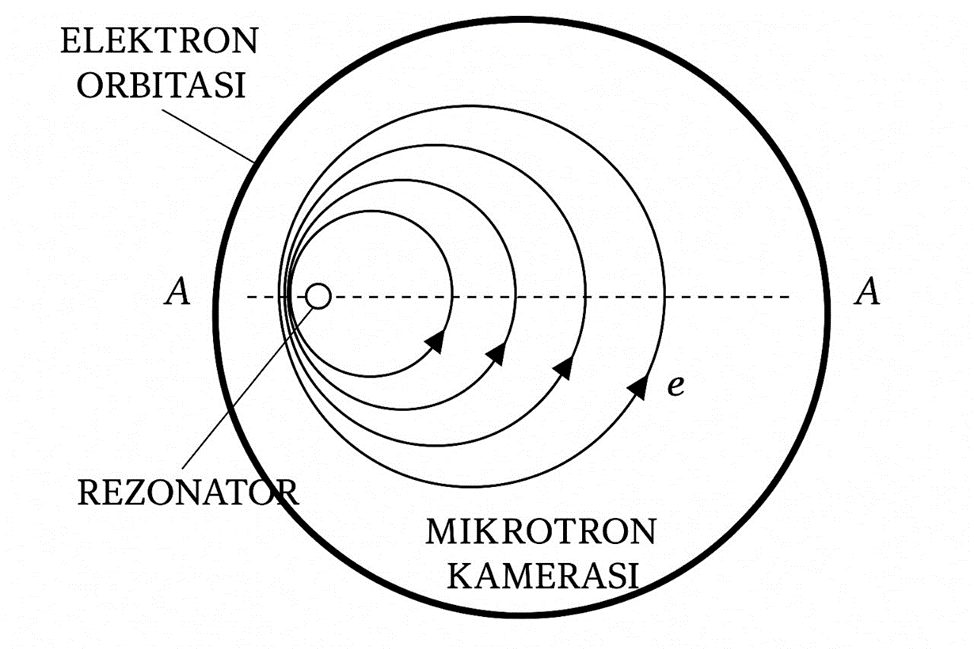 ELEKTRON
ORBITASI
A
A
e
REZONATOR
MIKROTRON
KAMERASI